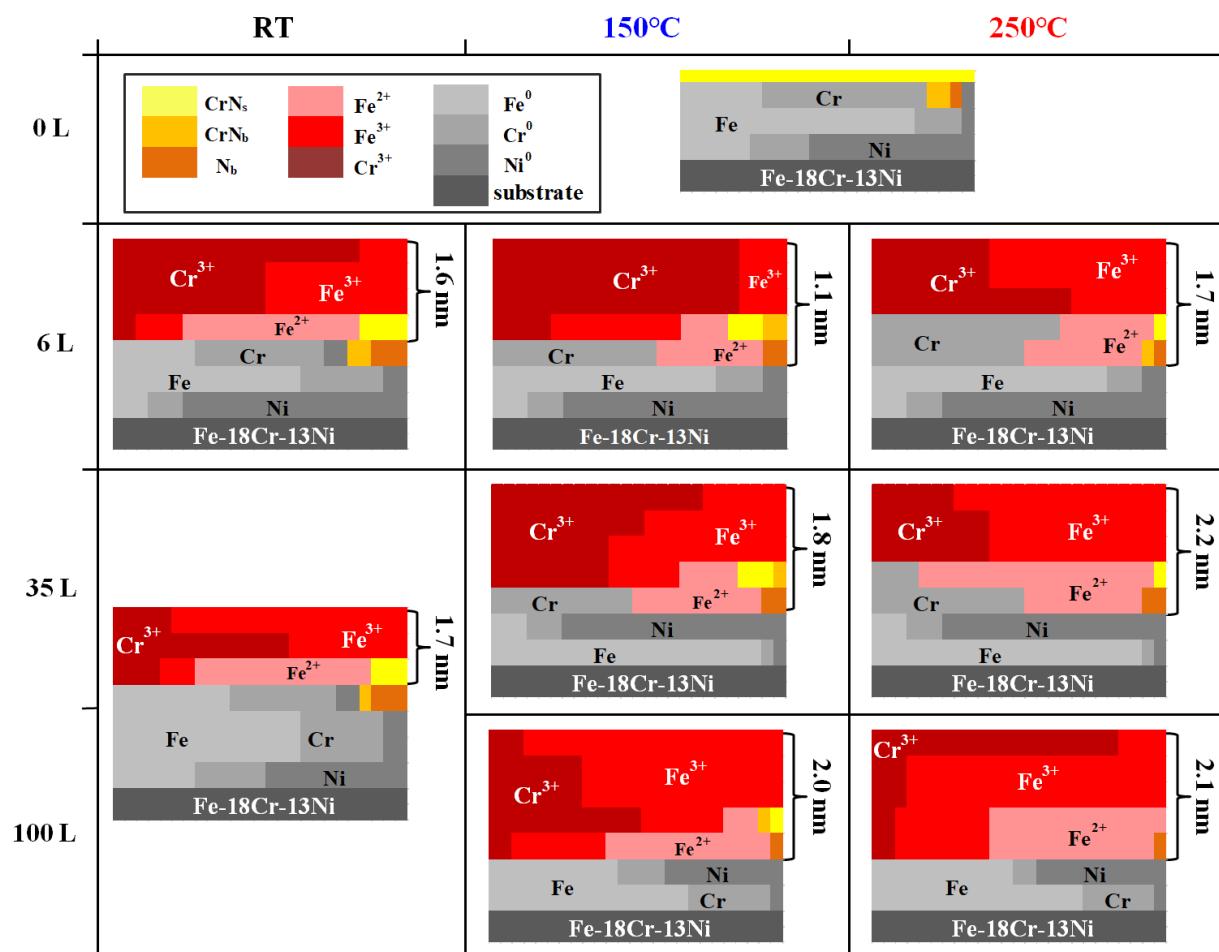 RT 150°C 250°C
0 L
CrNₛ Fe²⁺ Fe⁰
CrN_b Fe³⁺ Cr⁰
N_b Cr³⁺ Ni⁰
substrate
Cr
Fe
Ni
Fe-18Cr-13Ni
6 L
Cr³⁺
Fe³⁺
Fe²⁺
Cr
Fe
Ni
Fe-18Cr-13Ni
1.6 nm
Cr³⁺
Fe³⁺
Cr
Fe²⁺
Fe
Ni
Fe-18Cr-13Ni
1.1 nm
Cr³⁺
Fe³⁺
Cr
Fe²⁺
Fe
Ni
Fe-18Cr-13Ni
1.7 nm
35 L
100 L
Cr³⁺
Fe³⁺
Fe²⁺
Fe
Cr
Ni
Fe-18Cr-13Ni
1.7 nm
Cr³⁺
Fe³⁺
Cr
Fe²⁺
Ni
Fe
Fe-18Cr-13Ni
1.8 nm
Cr³⁺
Fe³⁺
Cr
Fe²⁺
Ni
Fe
Fe-18Cr-13Ni
2.2 nm
Cr³⁺
Fe³⁺
Fe²⁺
Fe
Ni
Cr
Fe-18Cr-13Ni
2.0 nm
Cr³⁺
Fe³⁺
Fe²⁺
Fe
Ni
Cr
Fe-18Cr-13Ni
2.1 nm